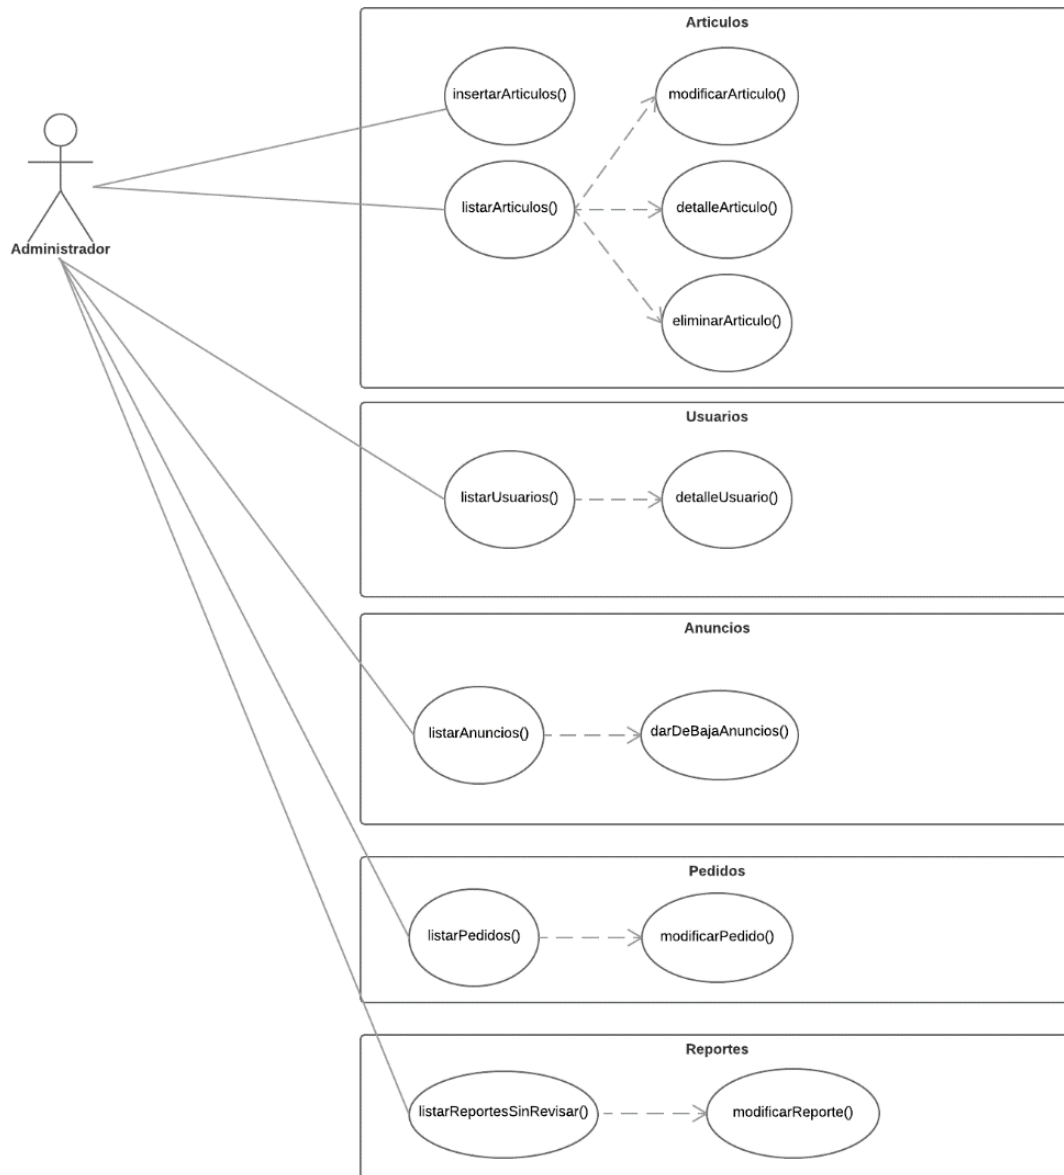 Articulos
insertarArticulos()
modificarArticulo()
listarArticulos()
detalleArticulo()
Administrador
eliminarArticulo()
Usuarios
listarUsuarios()
detalleUsuario()
Anuncios
listarAnuncios()
darDeBajaAnuncios()
Pedidos
listarPedidos()
modificarPedido()
Reportes
listarReportesSinRevisar()
modificarReporte()